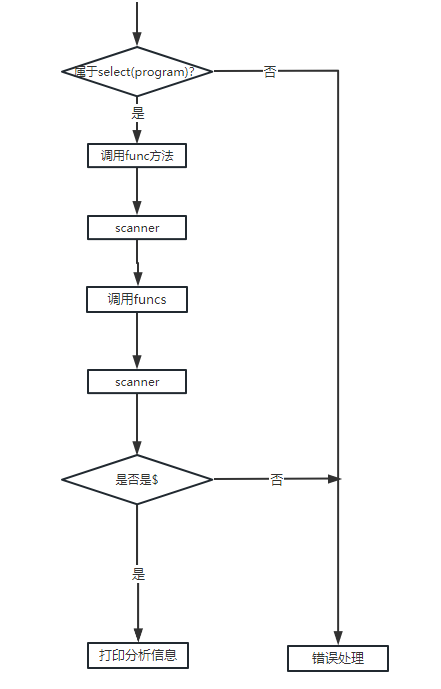 属于select(program)?
否
是
调用func方法
scanner
调用funcs
scanner
是否是$
否
是
打印分析信息
错误处理